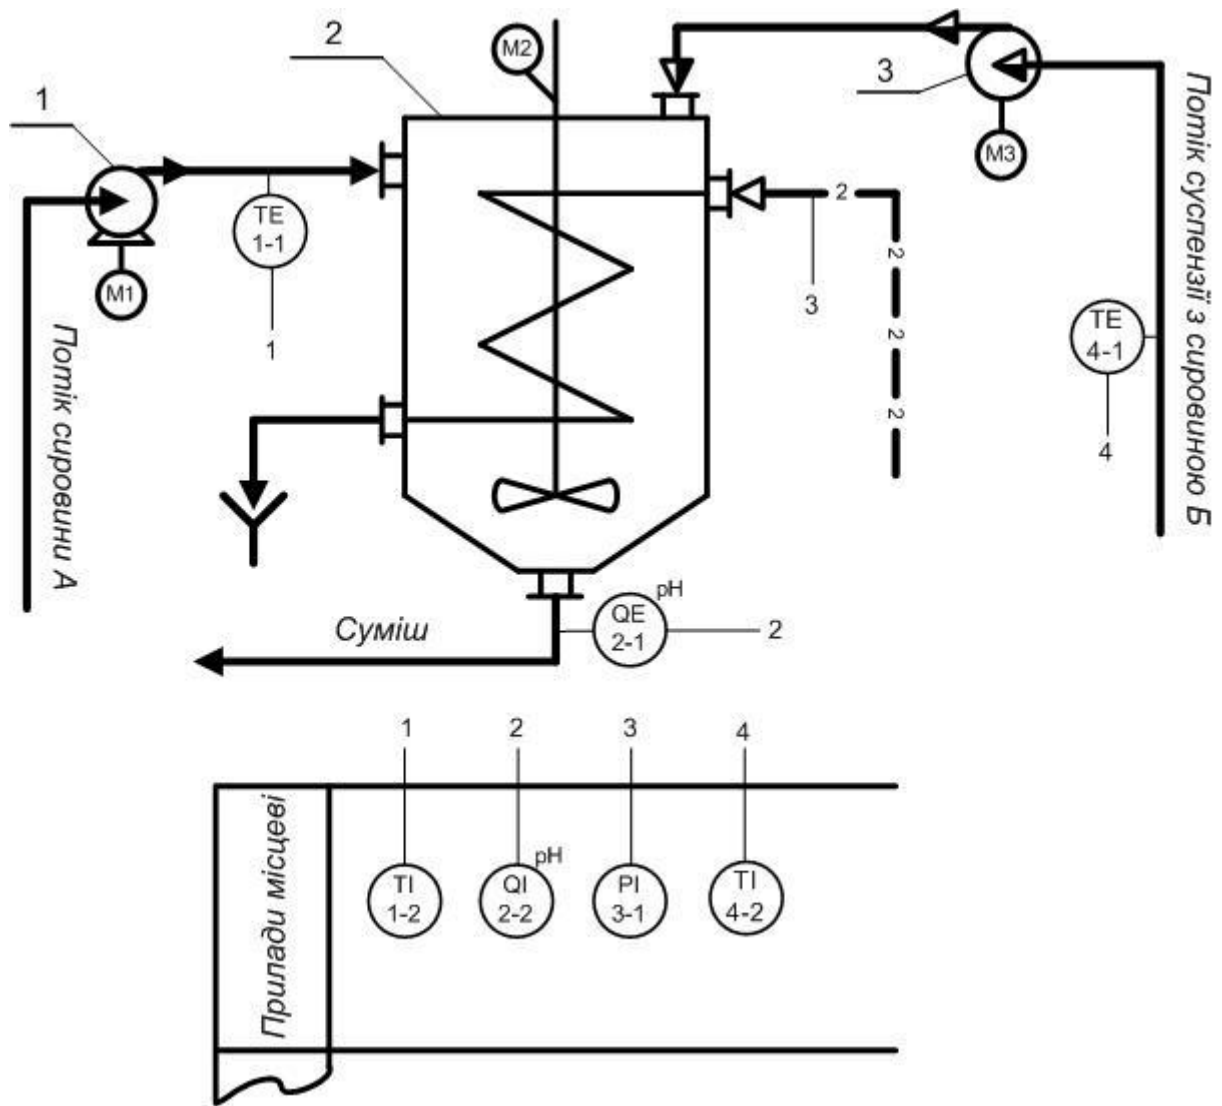 2
M2
3
1
M3
TE
1-1
M1
1
2
3
2
2
2
TE
4-1
4
Потік сировини А
Потік суспензії з сировиною Б
pH
QE
2-1
2
Суміш
1
2
3
4
Прилади місцеві
TI
1-2
pH
QI
2-2
PI
3-1
TI
4-2